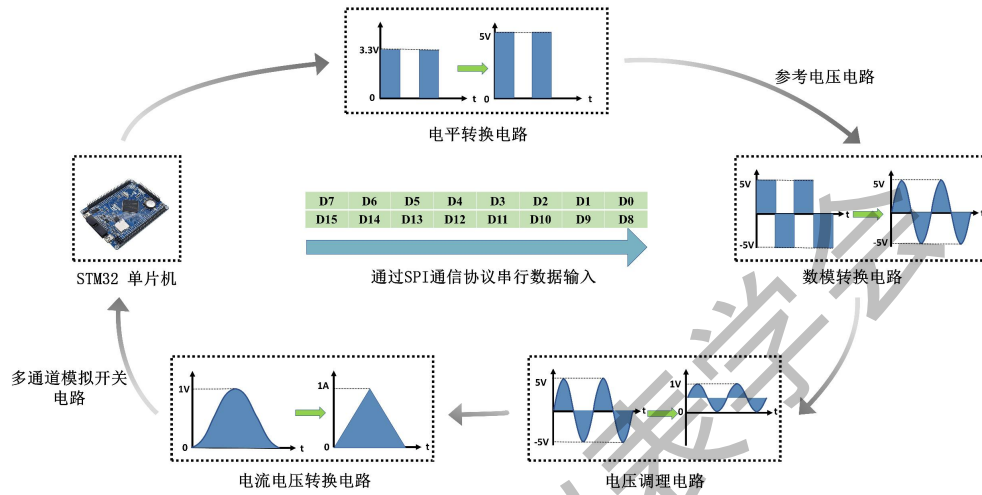 3.3V
0
t
5V
0
t
电平转换电路
参考电压电路
STM32 单片机
D7 D6 D5 D4 D3 D2 D1 D0
D15 D14 D13 D12 D11 D10 D9 D8
通过SPI通信协议串行数据输入
5V
-5V
t
5V
-5V
t
数模转换电路
多通道模拟开关
电路
1V
0
t
1A
0
t
电流电压转换电路
5V
-5V
t
1V
0
t
电压调理电路
表学会